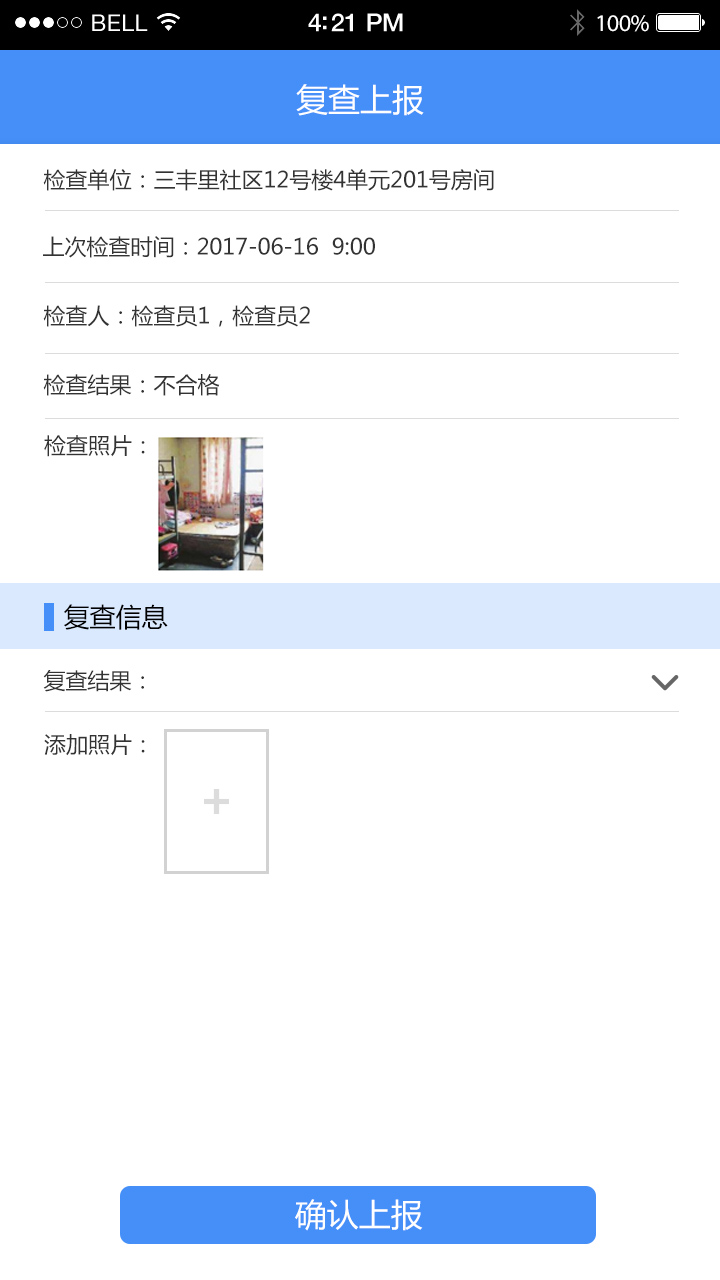 BELL 4:21 PM 100%
复查上报
检查单位：三丰里社区12号楼4单元201号房间
上次检查时间：2017-06-16 9:00
检查人：检查员1，检查员2
检查结果：不合格
检查照片：
复查信息
复查结果：
添加照片：
+
确认上报